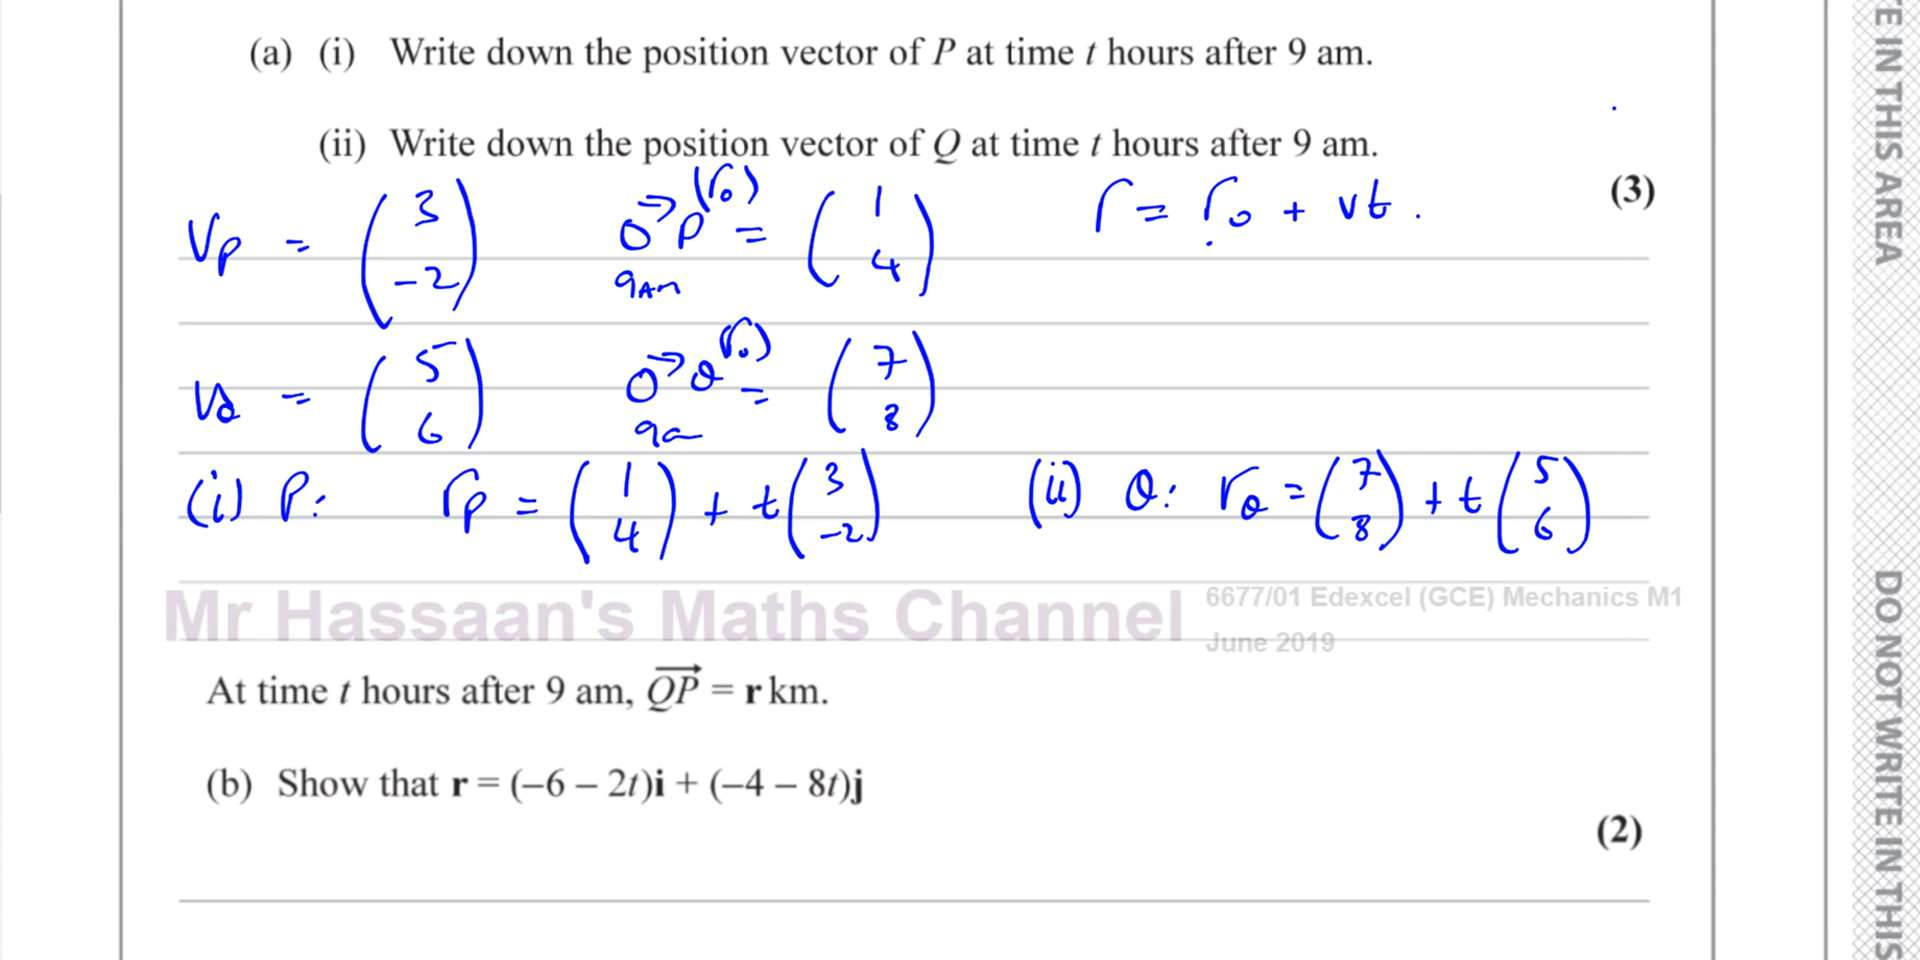 (a) (i) Write down the position vector of P at time t hours after 9 am.
(ii) Write down the position vector of Q at time t hours after 9 am.
(3)
Vp = (3 -2) OP→ (r₀) = (1 4) r = r₀ + vt.
9AM
VQ = (5 6) OQ→ (r₀) = (7 8)
9a
(i) P: rp = (1 4) + t(3 -2) (ii) Q: rQ = (7 8) + t(5 6)
Mr Hassaan's Maths Channel
6677/01 Edexcel (GCE) Mechanics M1
June 2019
At time t hours after 9 am, QP→ = r km.
(b) Show that r = (–6 – 2t)i + (–4 – 8t)j
(2)
TE IN THIS AREA
DO NOT WRITE IN THIS